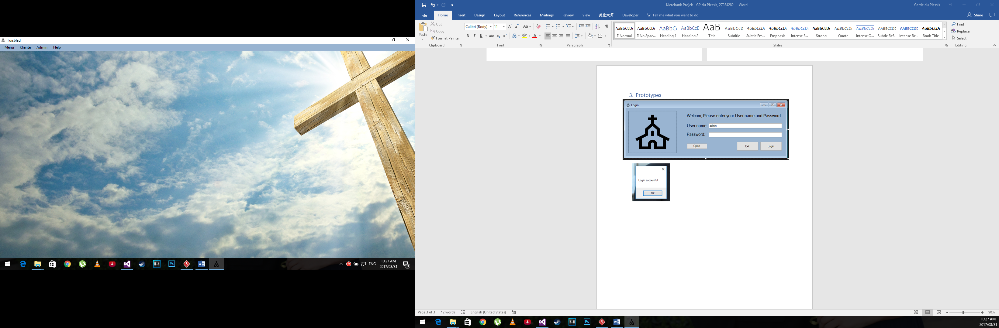 Tuisblad
Menu Kliente Admin Help
ENG
10:27 AM
2017/08/31
11
Klerebank Projek - GP du Plessis, 27234282 - Word
Gerrie du Plessis
File Home Insert Design Layout References Mailings Review View 美化大师 Developer Tell me what you want to do
Share
Paste
Cut
Copy
Format Painter
Clipboard
Calibri (Body) 11
Font
Paragraph
AaBbCcDc AaBbCcDc AaBbCc AaBbCcD AaB AaBbCcD AaBbCcDc AaBbCcDc AaBbCcDc AaBbCcDc AaBbCcDc AaBbCcDc AABBCCDD AABBCCDD AaBbCcDc
¶ Normal ¶ No Spac... Heading 1 Heading 2 Title Subtitle Subtle Em... Emphasis Intense E... Strong Quote Intense Q... Subtle Ref... Intense Re... Book Title
Styles
Find
Replace
Select
Editing
3. Prototypes
Login
Welcom, Please enter your User name and Password
User name: admin
Password:
Open Exit Login
Login successful
OK
Page 3 of 3 12 words English (United States)
90%
Ps
10:27 AM
2017/08/31